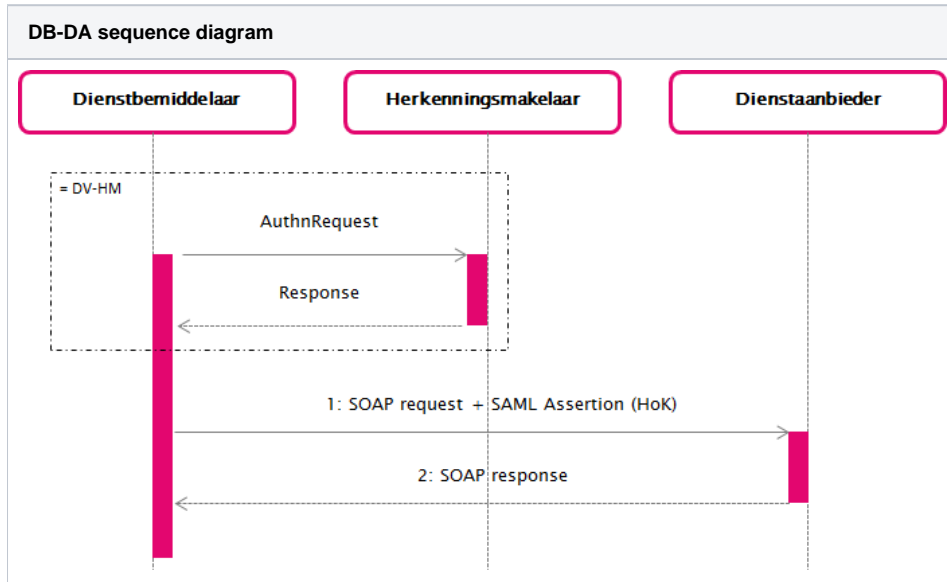 DB-DA sequence diagram
Dienstbemiddelaar
Herkenningsmakelaar
Dienstaanbieder
= DV-HM
AuthnRequest
Response
1: SOAP request + SAML Assertion (HoK)
2: SOAP response